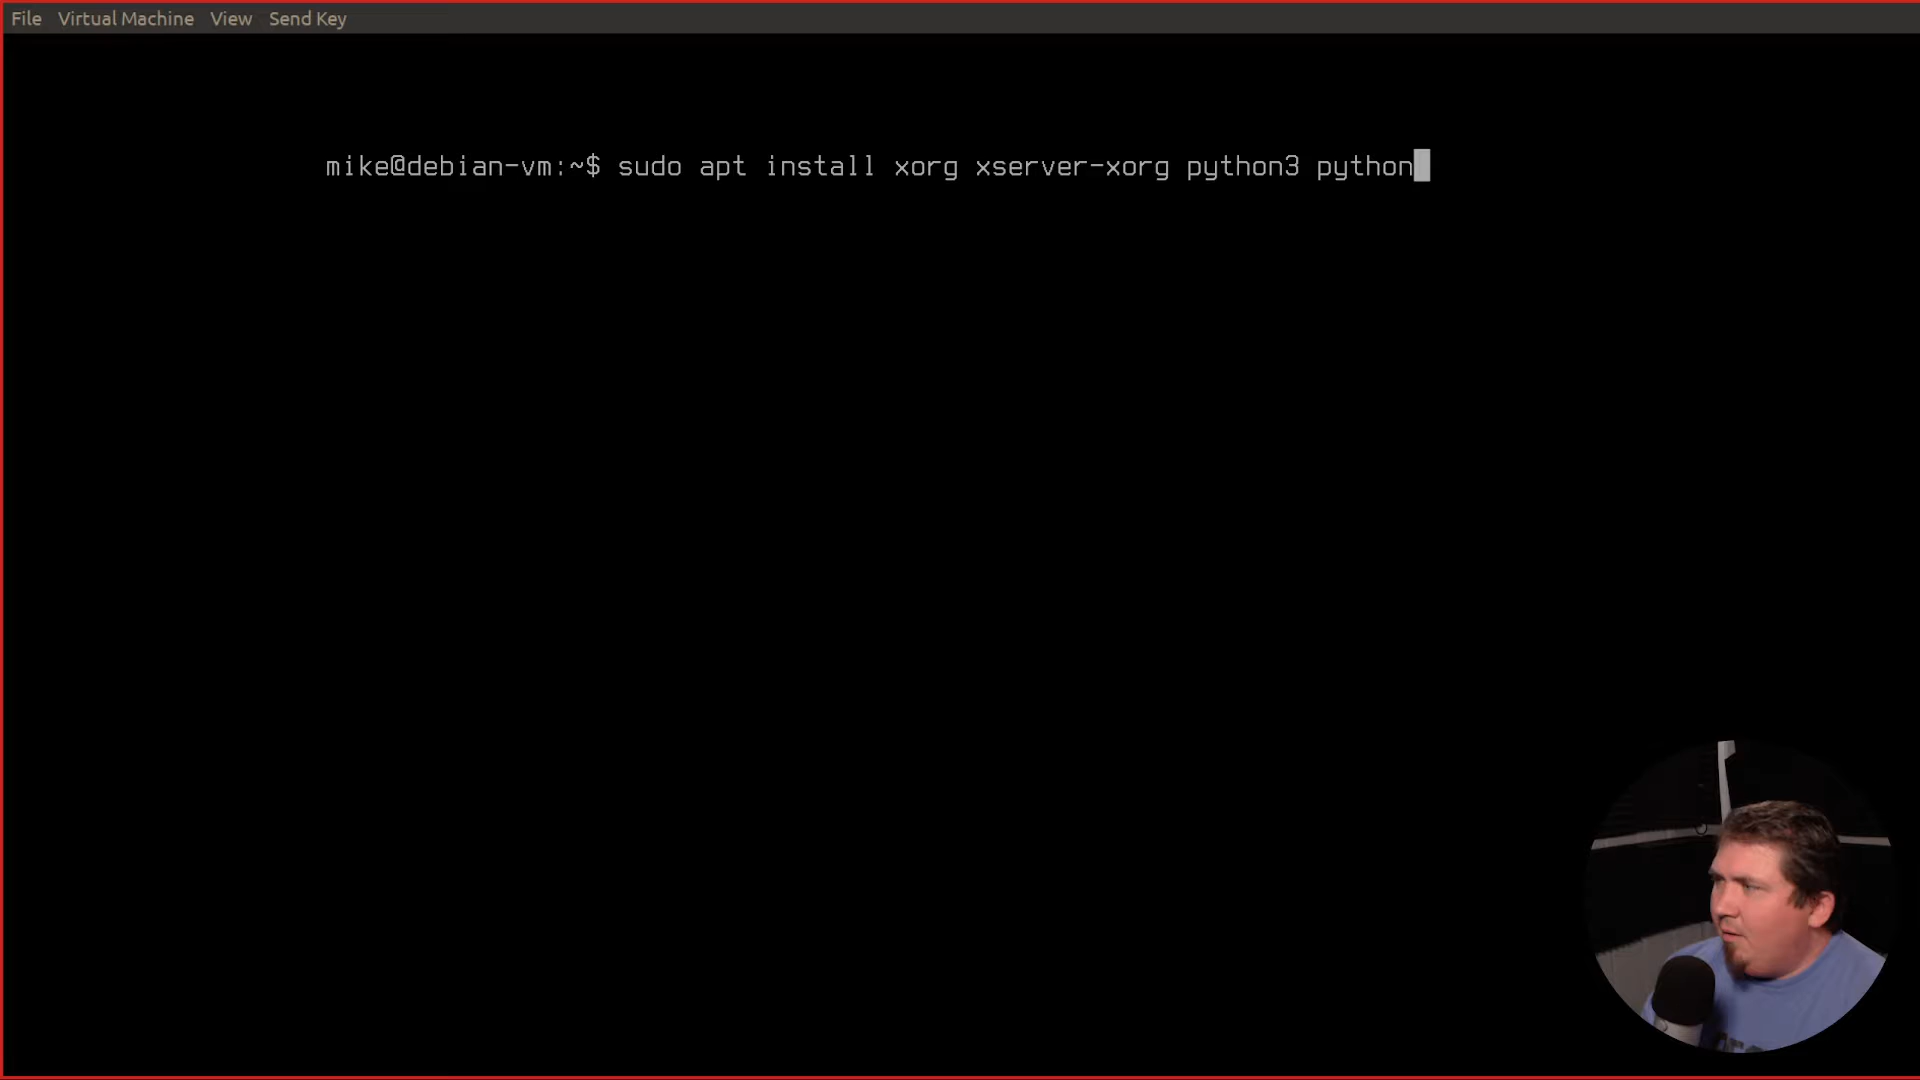 File Virtual Machine View Send Key
mike@debian-vm:~$ sudo apt install xorg xserver-xorg python3 python